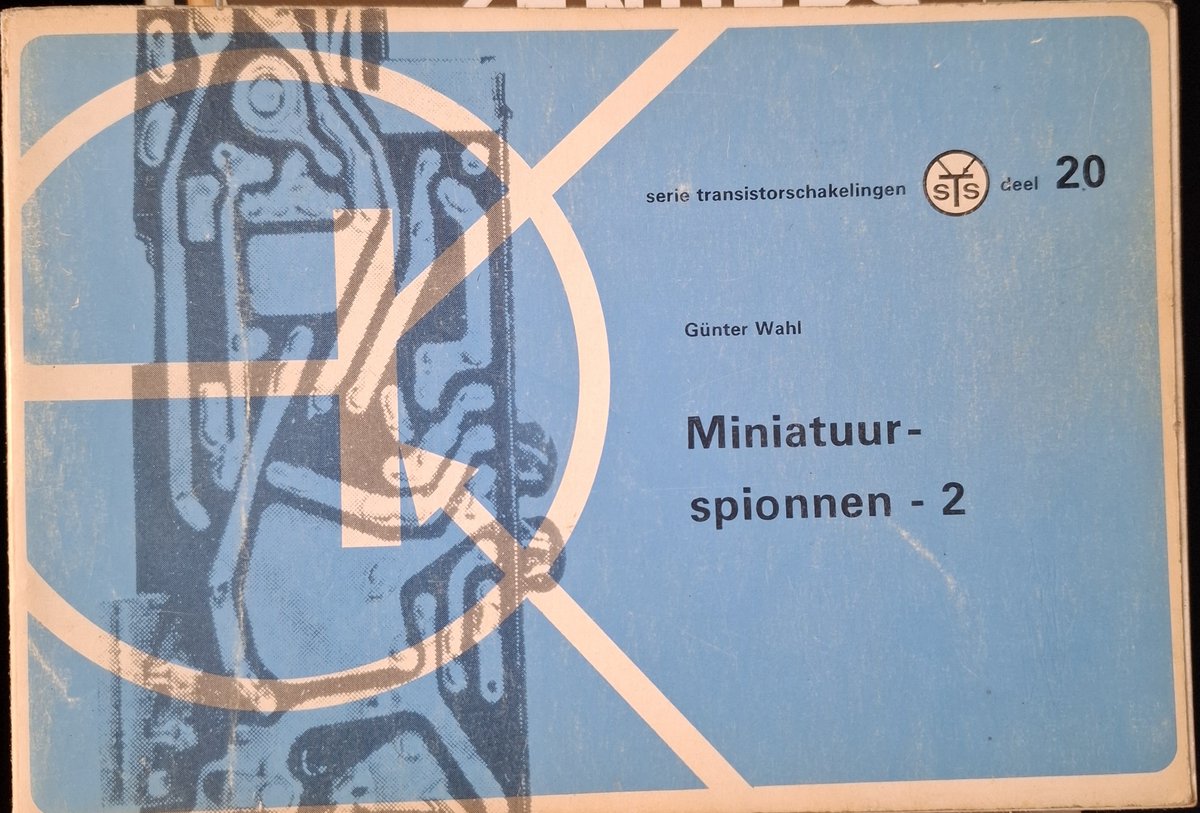 serie transistorschakelingen STS deel 20
Günter Wahl
Miniatuur-
spionnen - 2